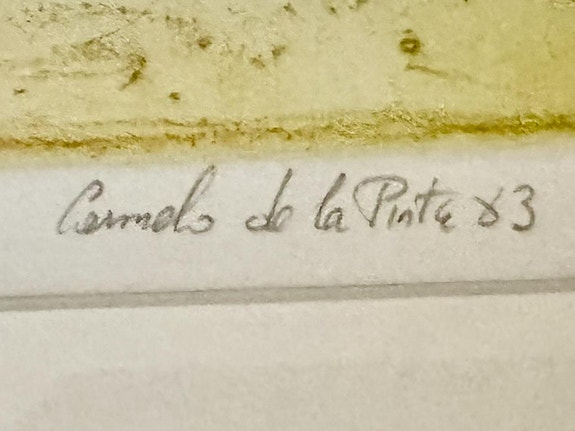 Carmelo de la Pinta 83